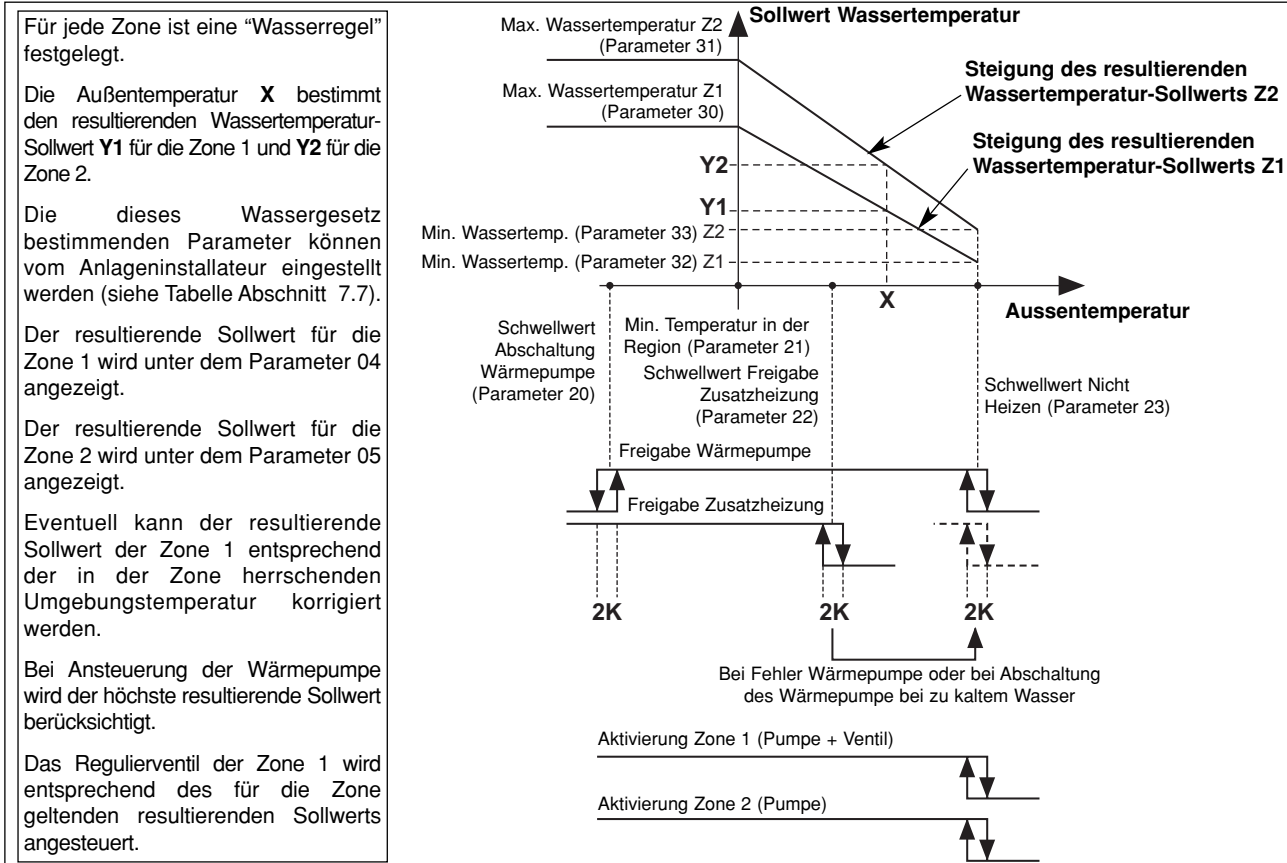 Für jede Zone ist eine “Wasserregel”
festgelegt.
Die Außentemperatur X bestimmt
den resultierenden Wassertemperatur-
Sollwert Y1 für die Zone 1 und Y2 für die
Zone 2.
Die dieses Wassergesetz
bestimmenden Parameter können
vom Anlageninstallateur eingestellt
werden (siehe Tabelle Abschnitt 7.7).
Der resultierende Sollwert für die
Zone 1 wird unter dem Parameter 04
angezeigt.
Der resultierende Sollwert für die
Zone 2 wird unter dem Parameter 05
angezeigt.
Eventuell kann der resultierende
Sollwert der Zone 1 entsprechend
der in der Zone herrschenden
Umgebungstemperatur korrigiert
werden.
Bei Ansteuerung der Wärmepumpe
wird der höchste resultierende Sollwert
berücksichtigt.
Das Regulierventil der Zone 1 wird
entsprechend des für die Zone
geltenden resultierenden Sollwerts
angesteuert.
Sollwert Wassertemperatur
Max. Wassertemperatur Z2
(Parameter 31)
Max. Wassertemperatur Z1
(Parameter 30)
Steigung des resultierenden
Wassertemperatur-Sollwerts Z2
Steigung des resultierenden
Wassertemperatur-Sollwerts Z1
Y2
Y1
Min. Wassertemp. (Parameter 33) Z2
Min. Wassertemp. (Parameter 32) Z1
X
Aussentemperatur
Schwellwert
Abschaltung
Wärmepumpe
(Parameter 20)
Min. Temperatur in der
Region (Parameter 21)
Schwellwert Freigabe
Zusatzheizung
(Parameter 22)
Schwellwert Nicht
Heizen (Parameter 23)
Freigabe Wärmepumpe
Freigabe Zusatzheizung
2K 2K 2K
Bei Fehler Wärmepumpe oder bei Abschaltung
des Wärmepumpe bei zu kaltem Wasser
Aktivierung Zone 1 (Pumpe + Ventil)
Aktivierung Zone 2 (Pumpe)